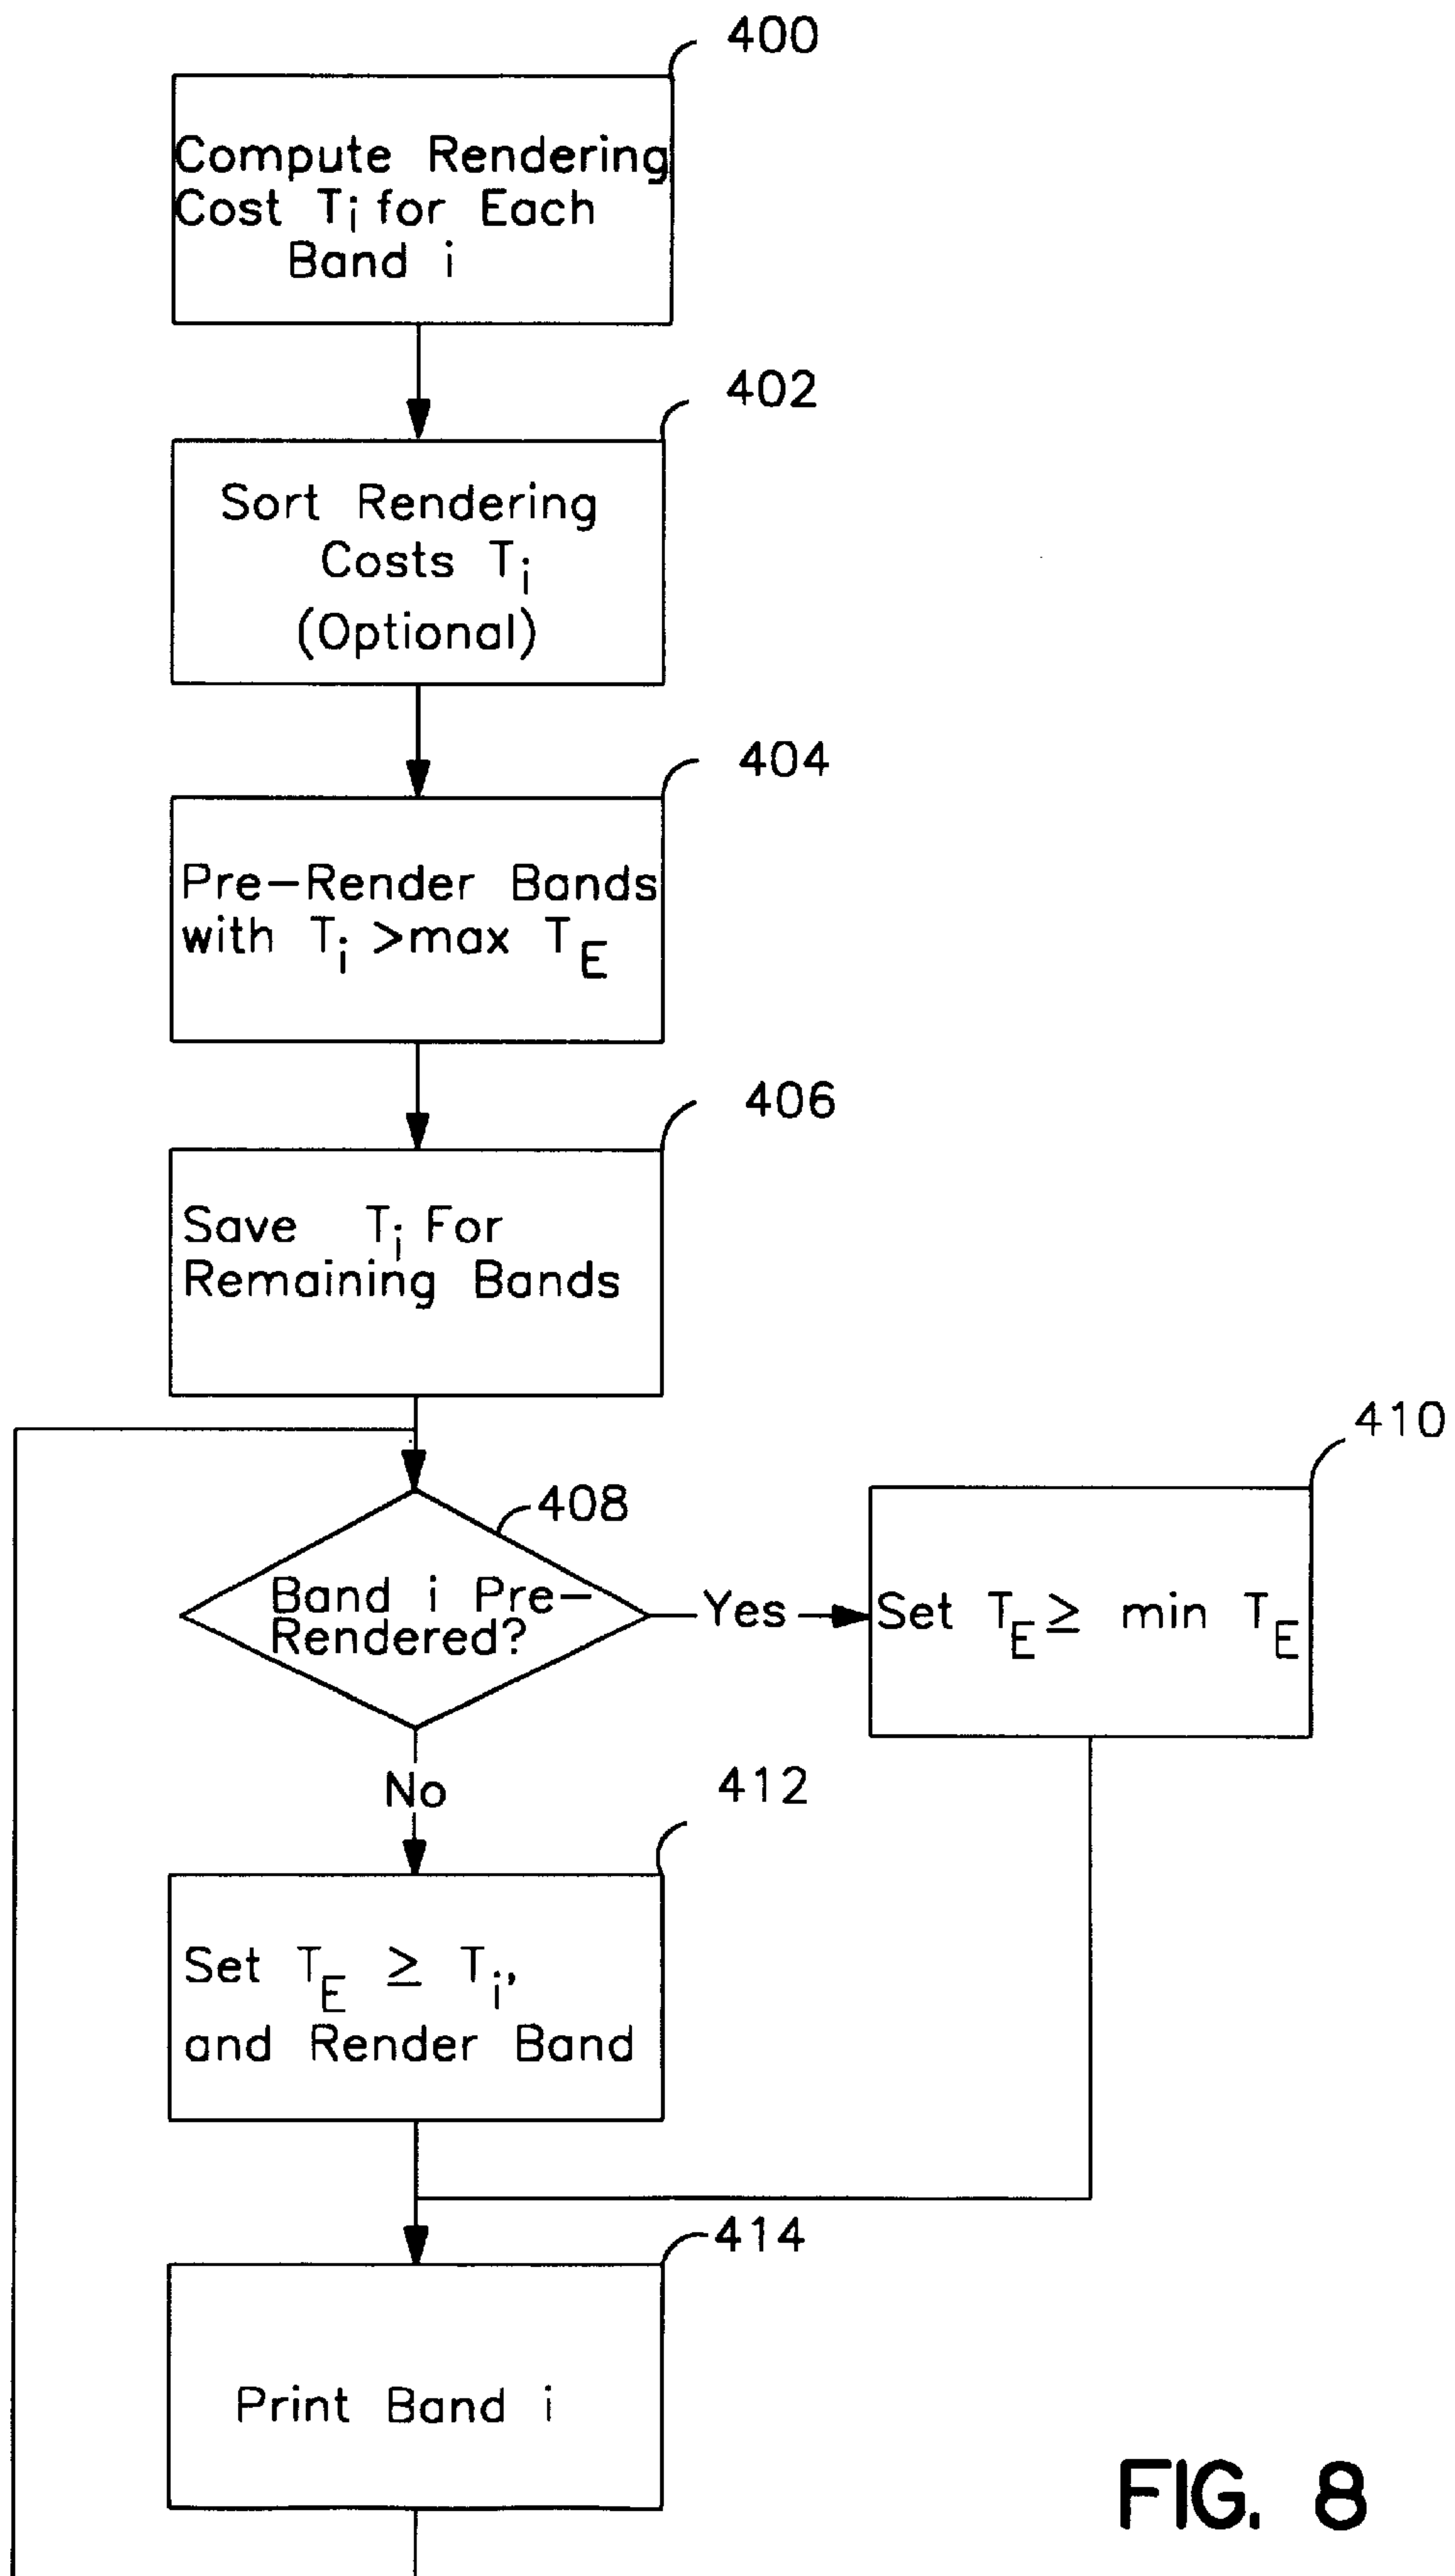 400
Compute Rendering
Cost Ti for Each
Band i
402
Sort Rendering
Costs Ti
(Optional)
404
Pre-Render Bands
with Ti >max TE
406
Save Ti For
Remaining Bands
408
Band i Pre-
Rendered?
Yes
410
Set TE ≥ min TE
No
412
Set TE ≥ Ti,
and Render Band
414
Print Band i
FIG. 8